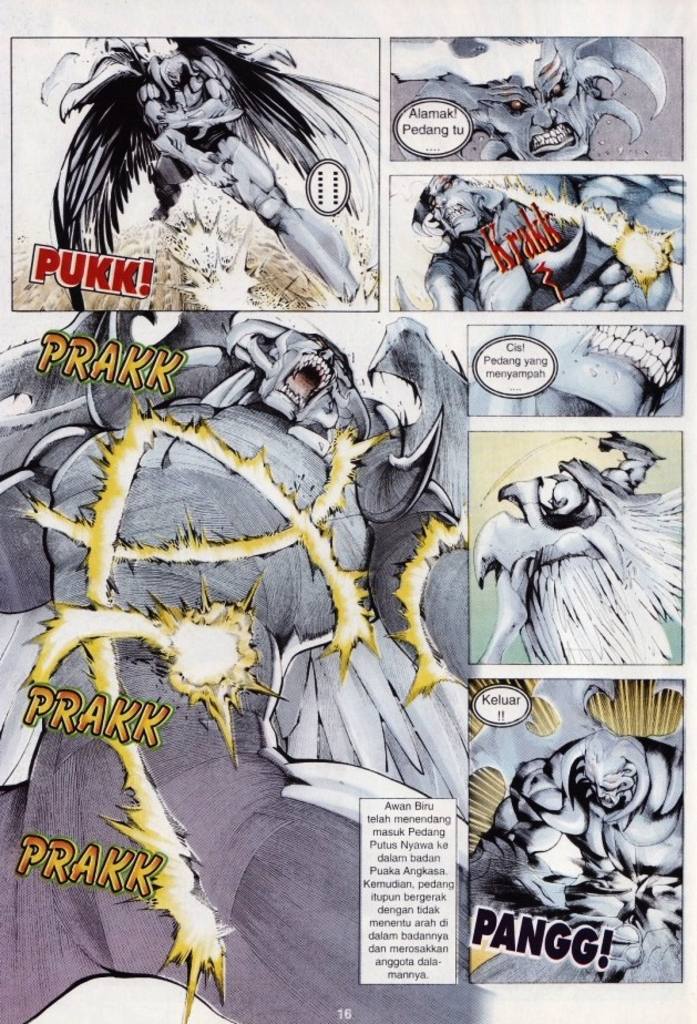 PUKK!
Alamak!
Pedang tu
....
Krakk
Cis!
Pedang yang
menyampah
....
PRAKK
PRAKK
PRAKK
Keluar
!!
PANGG!
Awan Biru
telah menendang
masuk Pedang
Putus Nyawa ke
dalam badan
Puaka Angkasa.
Kemudian, pedang
itupun bergerak
dengan tidak
menentu arah di
dalam badannya
dan merosakkan
anggota dala-
mannya.
16